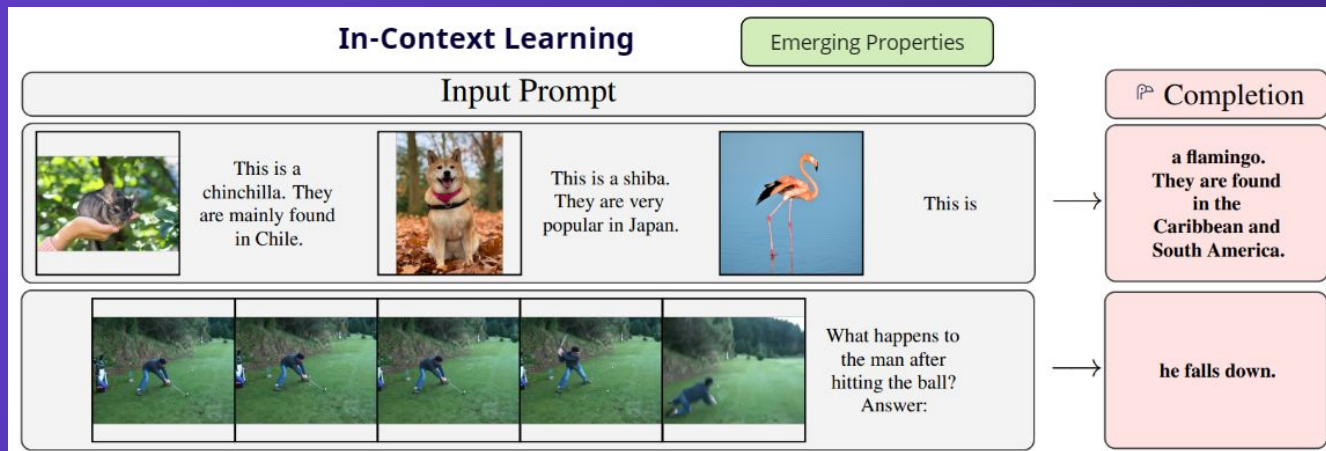 In-Context Learning
Emerging Properties
Input Prompt
Completion
This is a
chinchilla. They
are mainly found
in Chile.
This is a shiba.
They are very
popular in Japan.
This is
a flamingo.
They are found
in the
Caribbean and
South America.
What happens to
the man after
hitting the ball?
Answer:
he falls down.